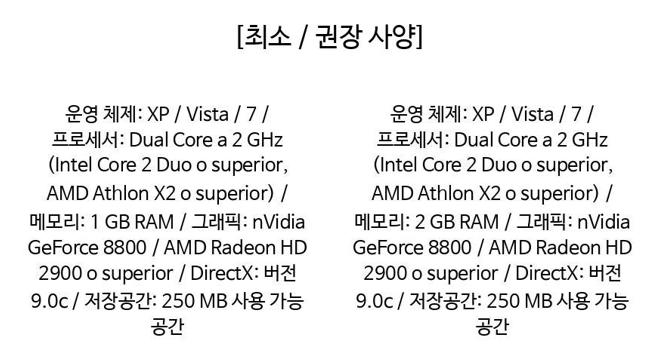 [최소 / 권장 사양]
운영 체제: XP / Vista / 7 /
프로세서: Dual Core a 2 GHz
(Intel Core 2 Duo o superior,
AMD Athlon X2 o superior) /
메모리: 1 GB RAM / 그래픽: nVidia
GeForce 8800 / AMD Radeon HD
2900 o superior / DirectX: 버전
9.0c / 저장공간: 250 MB 사용 가능
공간
운영 체제: XP / Vista / 7 /
프로세서: Dual Core a 2 GHz
(Intel Core 2 Duo o superior,
AMD Athlon X2 o superior) /
메모리: 2 GB RAM / 그래픽: nVidia
GeForce 8800 / AMD Radeon HD
2900 o superior / DirectX: 버전
9.0c / 저장공간: 250 MB 사용 가능
공간